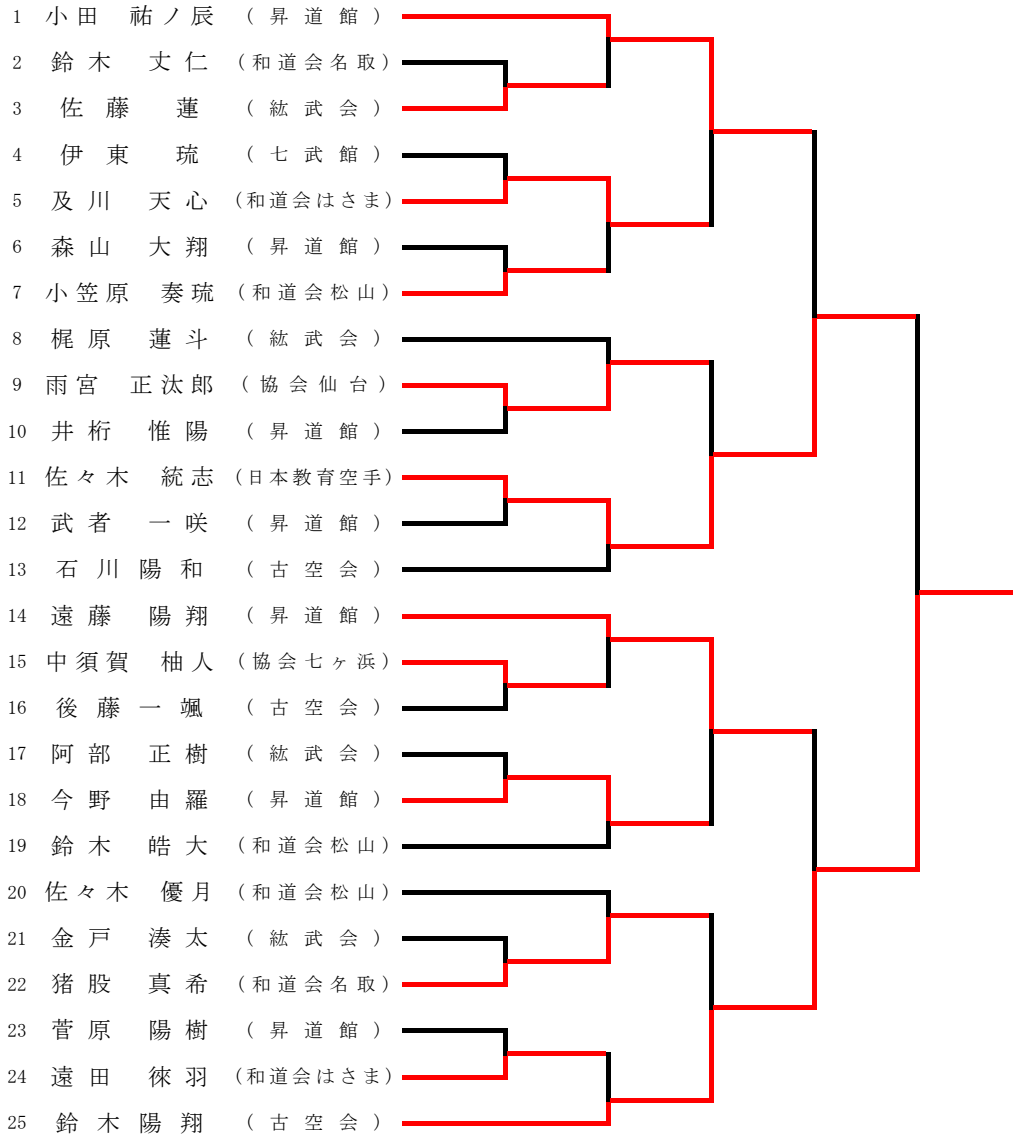 1 小田 祐ノ辰 (昇道館)
2 鈴木 丈仁 (和道会名取)
3 佐藤 蓮 (紘武会)
4 伊東 琉 (七武館)
5 及川 天心 (和道会はさま)
6 森山 大翔 (昇道館)
7 小笠原 奏琉 (和道会松山)
8 梶原 蓮斗 (紘武会)
9 雨宮 正汰郎 (協会仙台)
10 井桁 惟陽 (昇道館)
11 佐々木 統志 (日本教育空手)
12 武者 一咲 (昇道館)
13 石川陽和 (古空会)
14 遠藤 陽翔 (昇道館)
15 中須賀 柚人 (協会七ヶ浜)
16 後藤一颯 (古空会)
17 阿部 正樹 (紘武会)
18 今野 由羅 (昇道館)
19 鈴木 皓大 (和道会松山)
20 佐々木 優月 (和道会松山)
21 金戸 湊太 (紘武会)
22 猪股 真希 (和道会名取)
23 菅原 陽樹 (昇道館)
24 遠田 徠羽 (和道会はさま)
25 鈴木陽翔 (古空会)